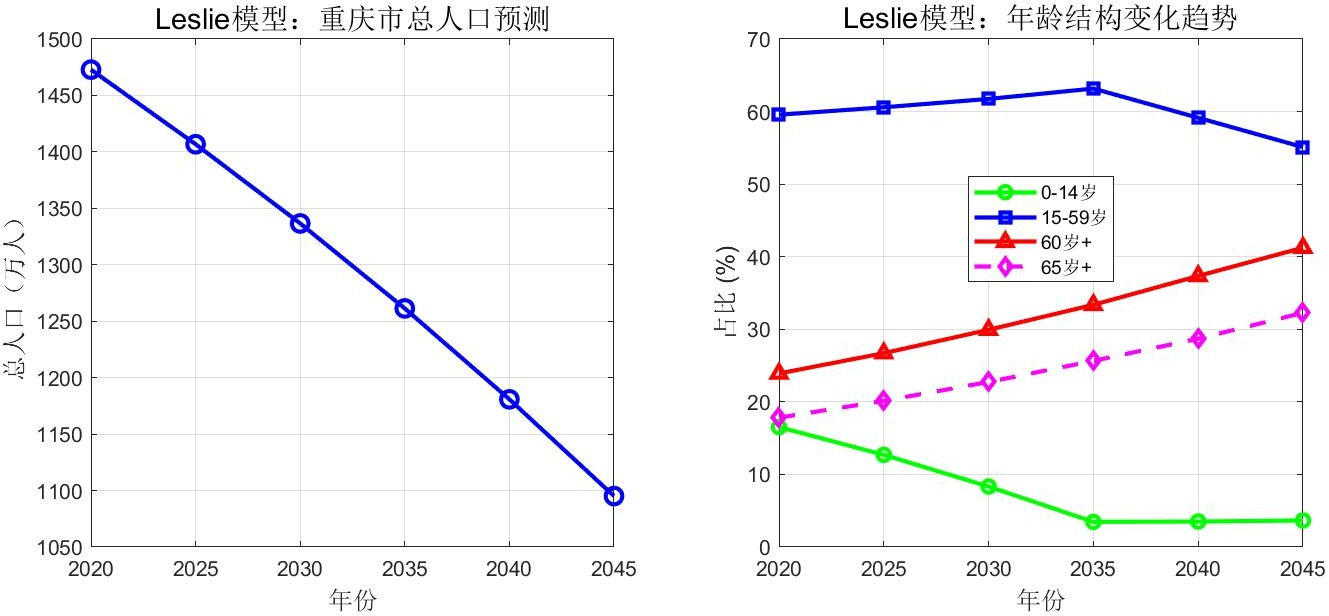 Leslie模型：重庆市总人口预测
1500
1450
1400
1350
1300
1250
1200
1150
1100
1050
总人口（万人）
2020 2025 2030 2035 2040 2045
年份
Leslie模型：年龄结构变化趋势
70
60
50
40
30
20
10
0
占比 (%)
0-14岁
15-59岁
60岁+
65岁+
2020 2025 2030 2035 2040 2045
年份